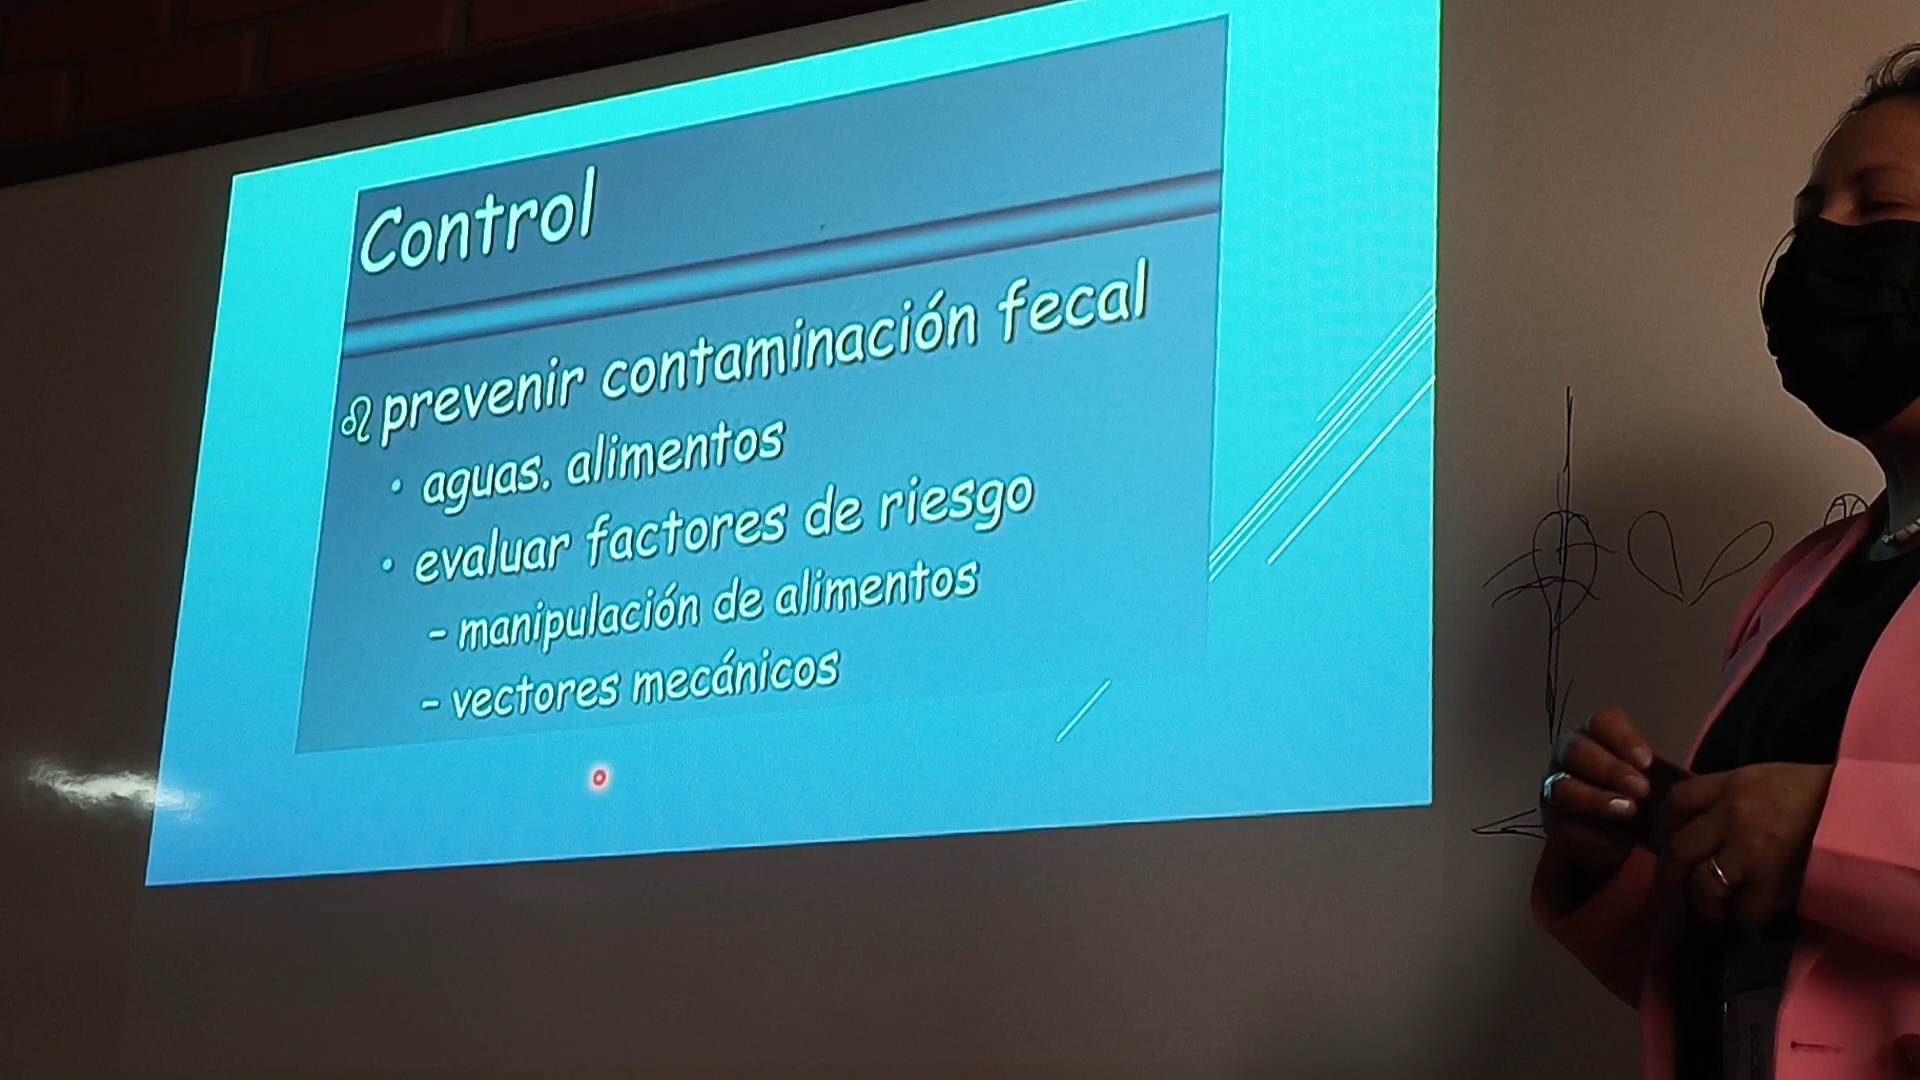 Control
♌ prevenir contaminación fecal
• aguas. alimentos
• evaluar factores de riesgo
– manipulación de alimentos
– vectores mecánicos